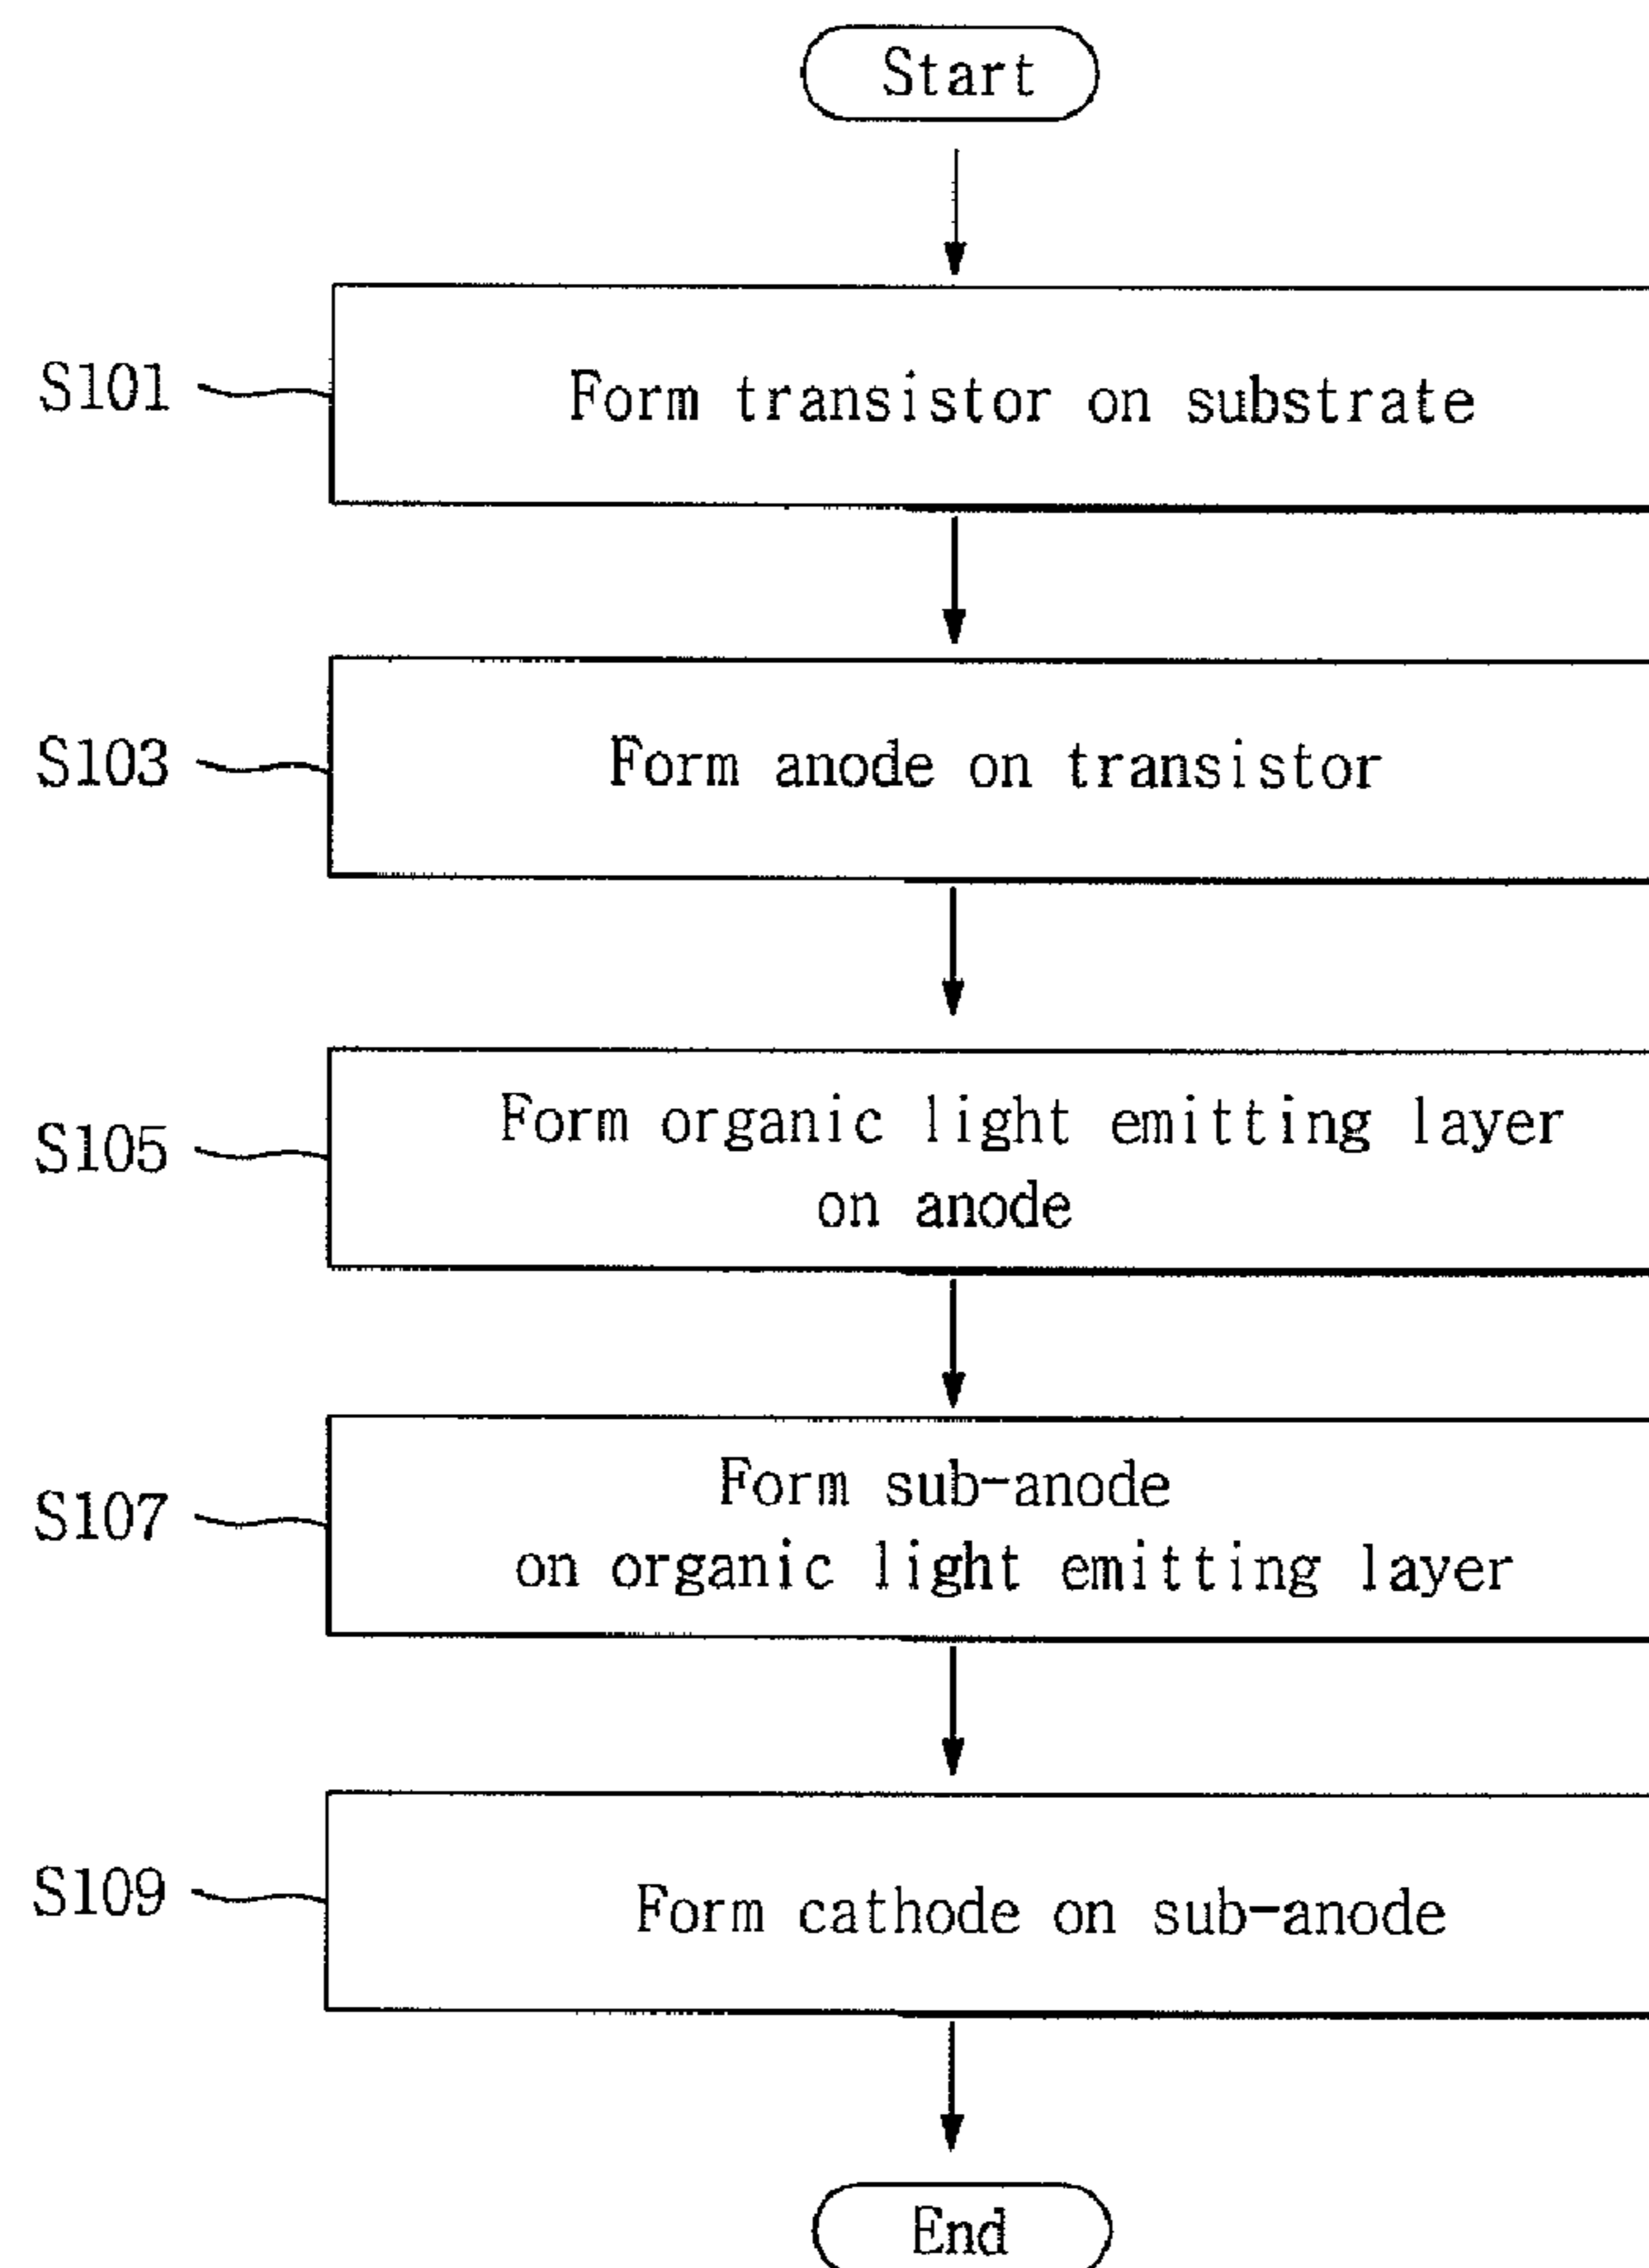 Start
S101
Form transistor on substrate
S103
Form anode on transistor
S105
Form organic light emitting layer
on anode
S107
Form sub-anode
on organic light emitting layer
S109
Form cathode on sub-anode
End